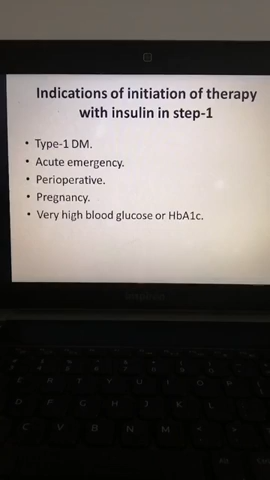 Indications of initiation of therapy
with insulin in step-1
• Type-1 DM.
• Acute emergency.
• Perioperative.
• Pregnancy.
• Very high blood glucose or HbA1c.
E R T Y U I O P
D F G H J K L
C V B N M
Alt